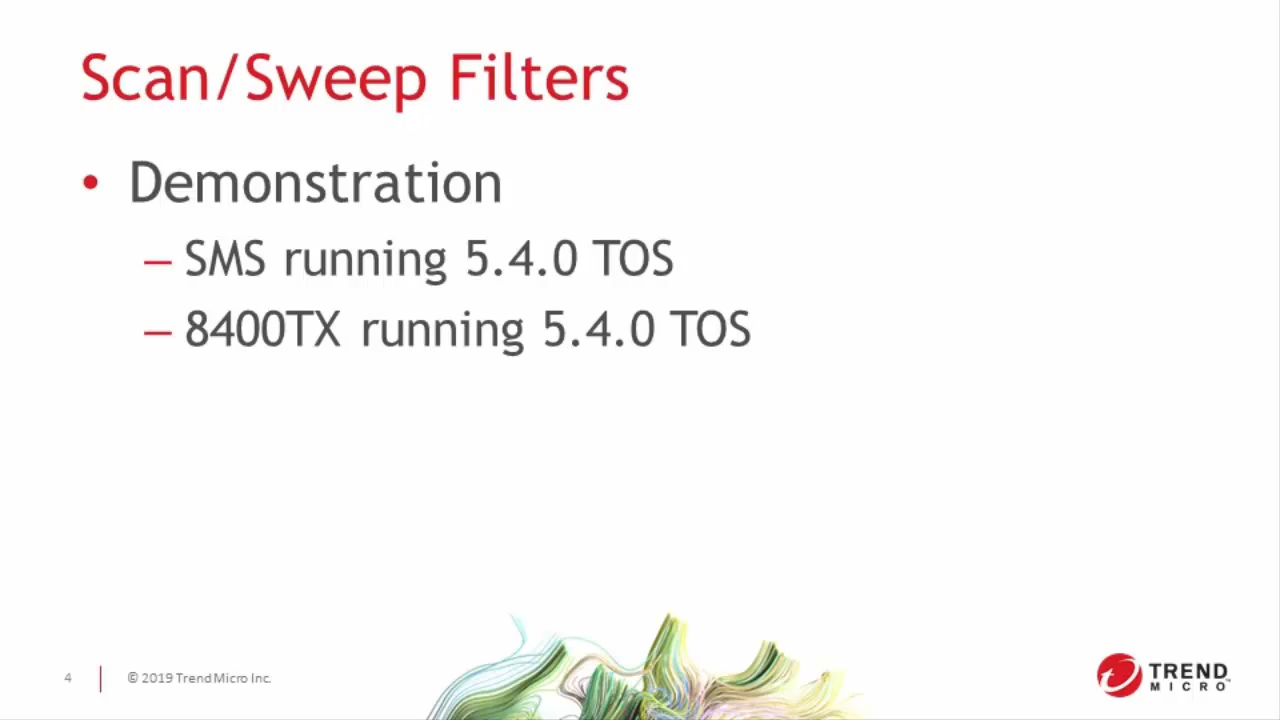 Scan/Sweep Filters
• Demonstration
– SMS running 5.4.0 TOS
– 8400TX running 5.4.0 TOS
4
© 2019 Trend Micro Inc.
TREND
MICRO